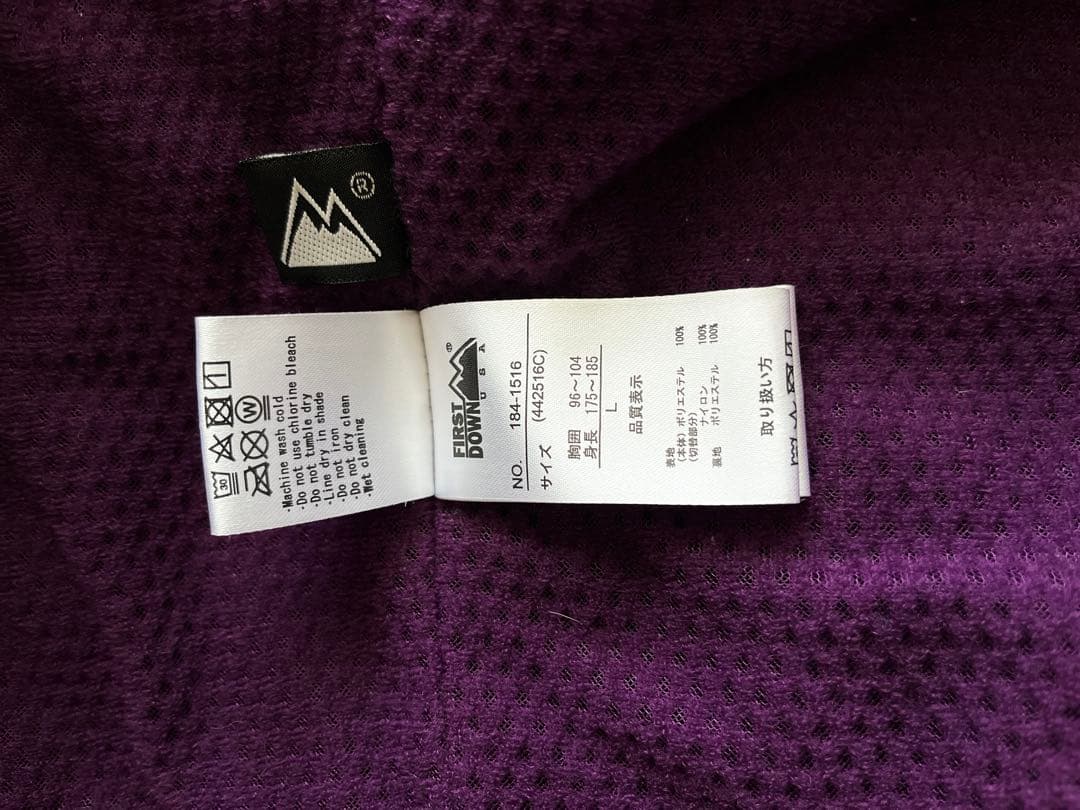 ®
30
W
·Machine wash cold
·Do not use chlorine bleach
·Do not tumble dry
·Line dry in shade
·Do not iron
·Do not dry clean
·Wet cleaning
FIRST
DOWN®
USA
NO. 184-1516
サイズ (442516C)
胸囲 96～104
身長 175～185
L
品質表示
表地
(本体) ポリエステル 100%
(切替部分)
ナイロン 100%
裏地 ポリエステル 100%
取り扱い方